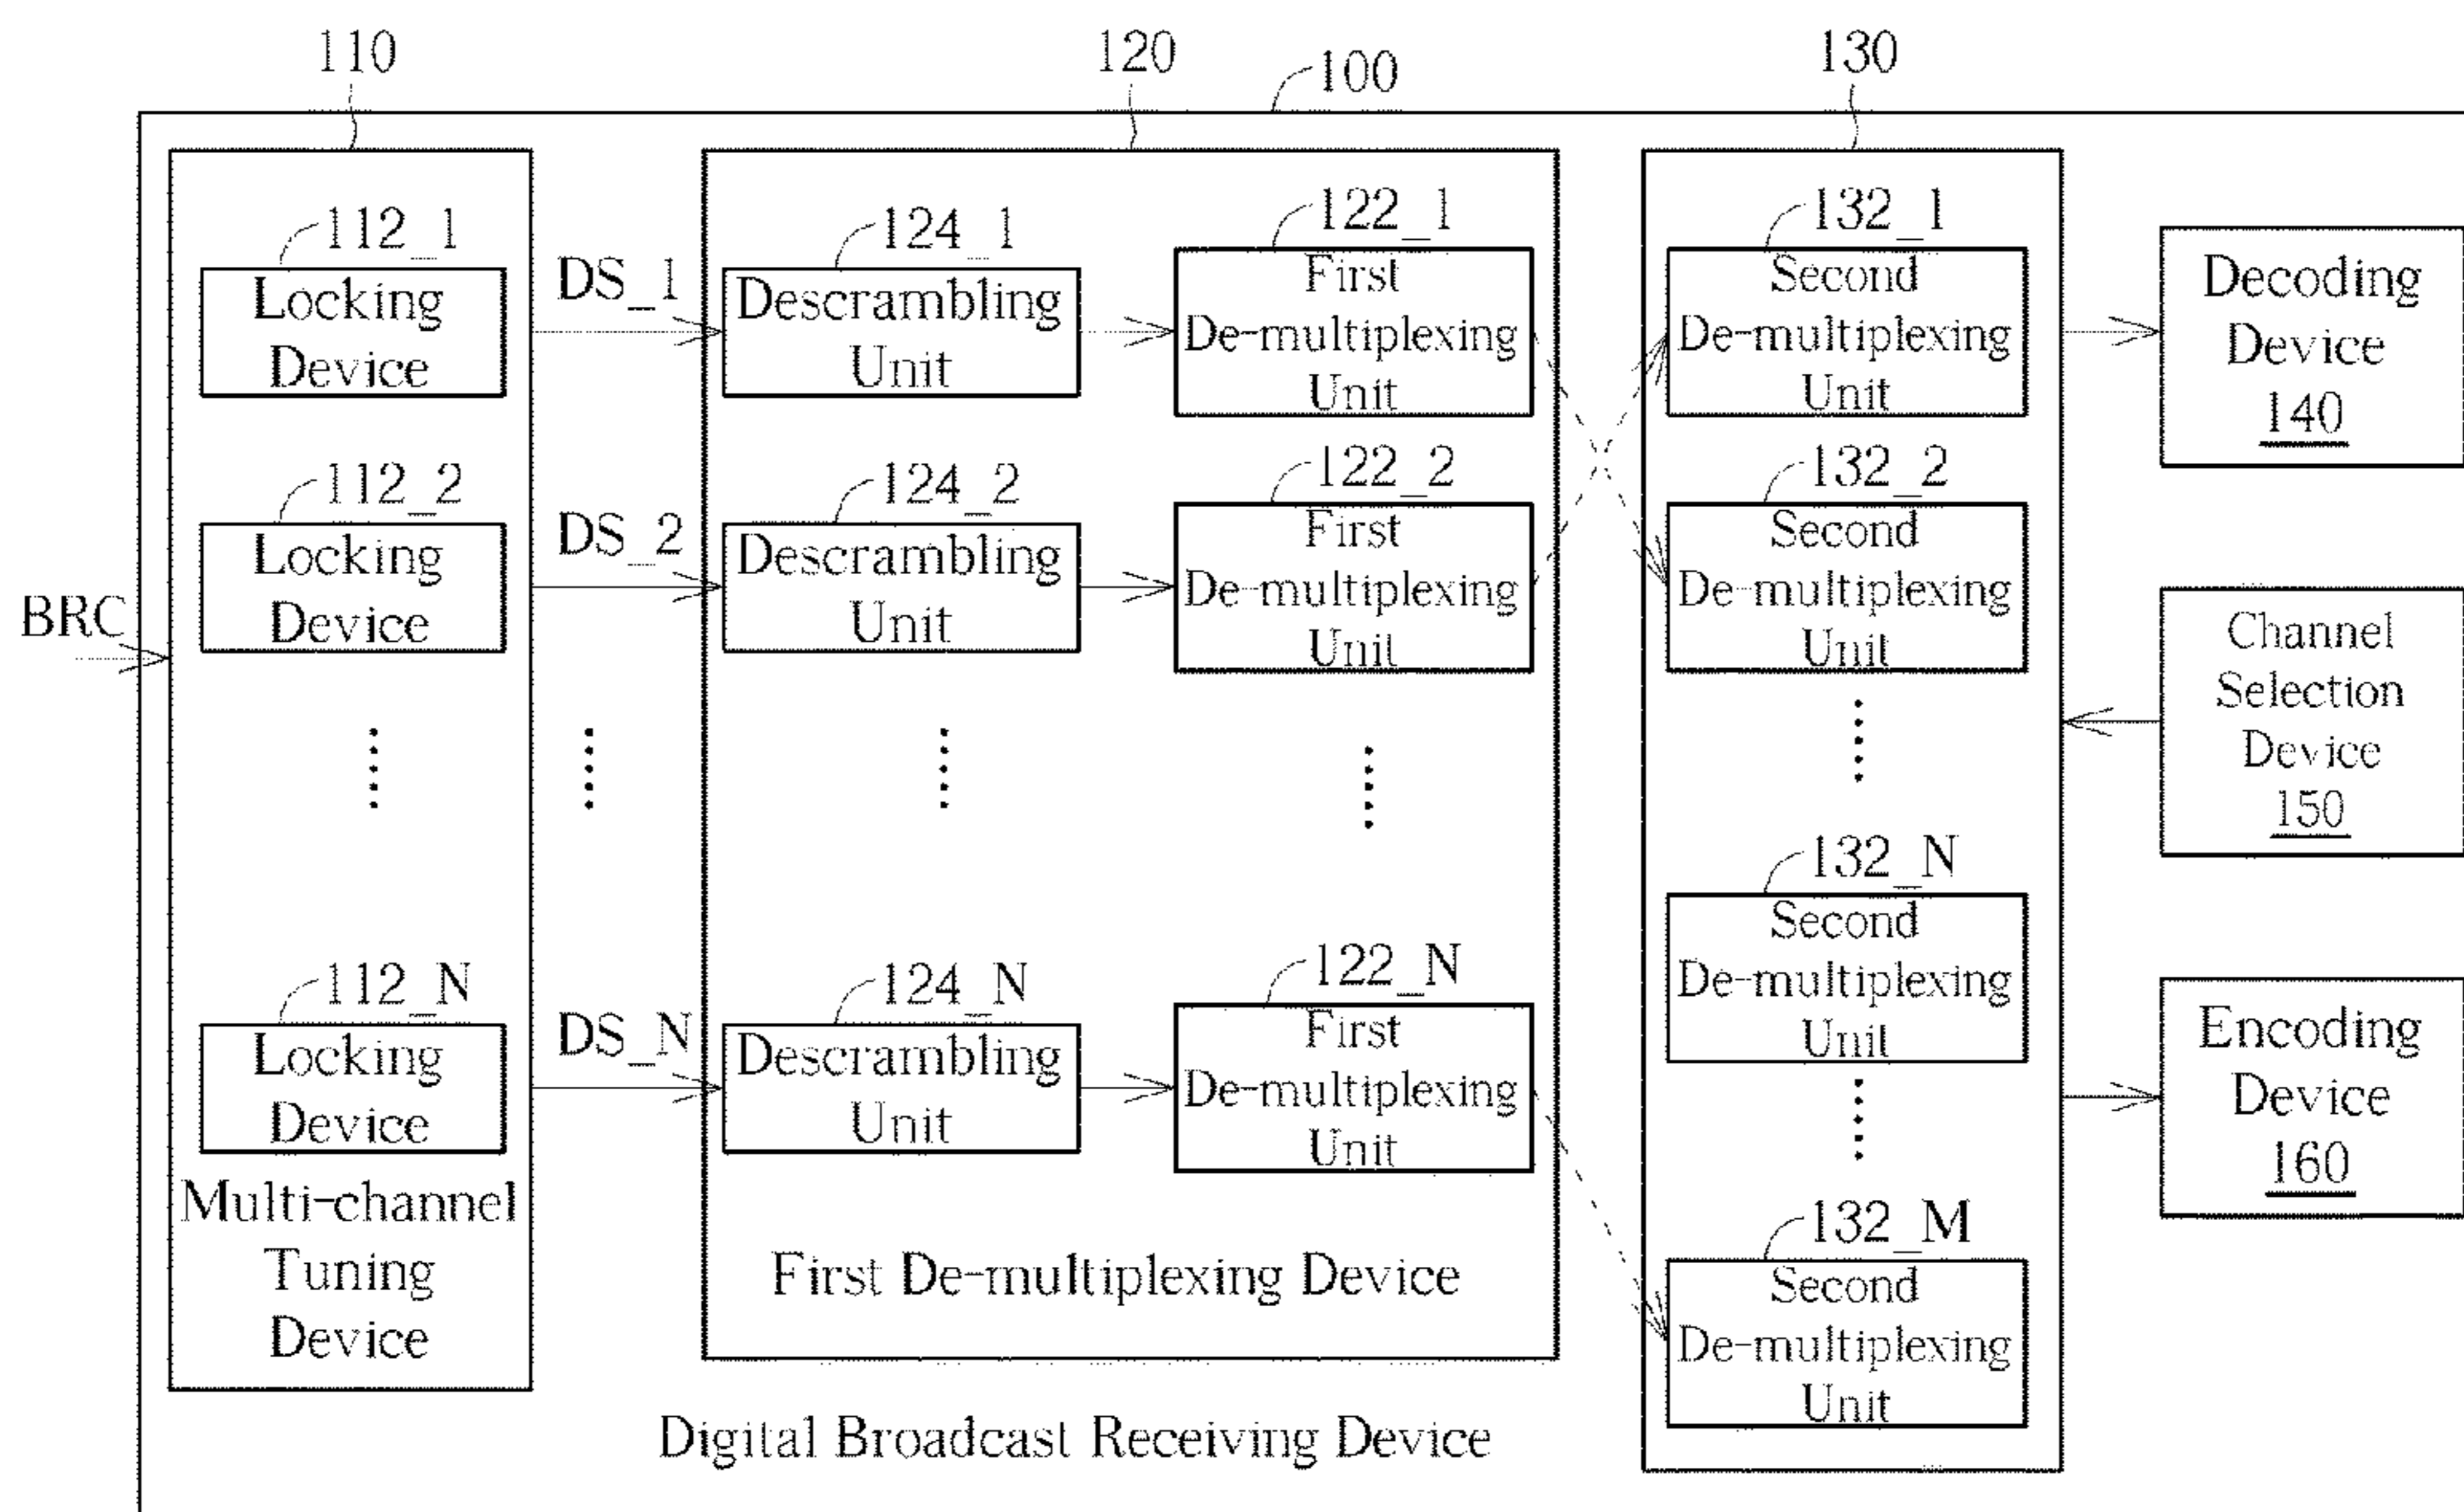 110
120
100
130
112_1
Locking
Device
DS_1
124_1
Descrambling
Unit
122_1
First
De-multiplexing
Unit
132_1
Second
De-multiplexing
Unit
Decoding
Device
140
112_2
Locking
Device
DS_2
124_2
Descrambling
Unit
122_2
First
De-multiplexing
Unit
132_2
Second
De-multiplexing
Unit
BRC
Channel
Selection
Device
150
112_N
Locking
Device
DS_N
124_N
Descrambling
Unit
122_N
First
De-multiplexing
Unit
132_N
Second
De-multiplexing
Unit
Encoding
Device
160
132_M
Second
De-multiplexing
Unit
Multi-channel
Tuning
Device
First De-multiplexing Device
Digital Broadcast Receiving Device